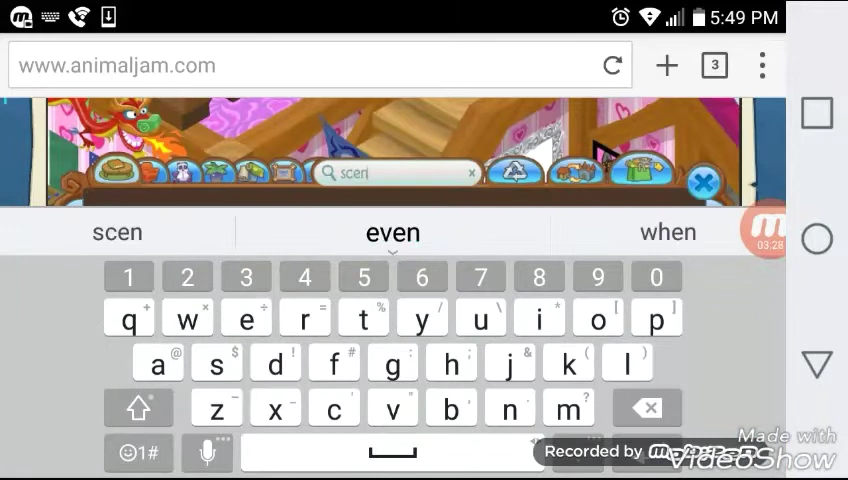 5:49 PM
www.animaljam.com
3
scen
x
scen even when
03:28
1 2 3 4 5 6 7 8 9 0
q w e r t y u i o p
a s d f g h j k l
z x c v b n m
1#
Recorded by
Made with
VideoShow